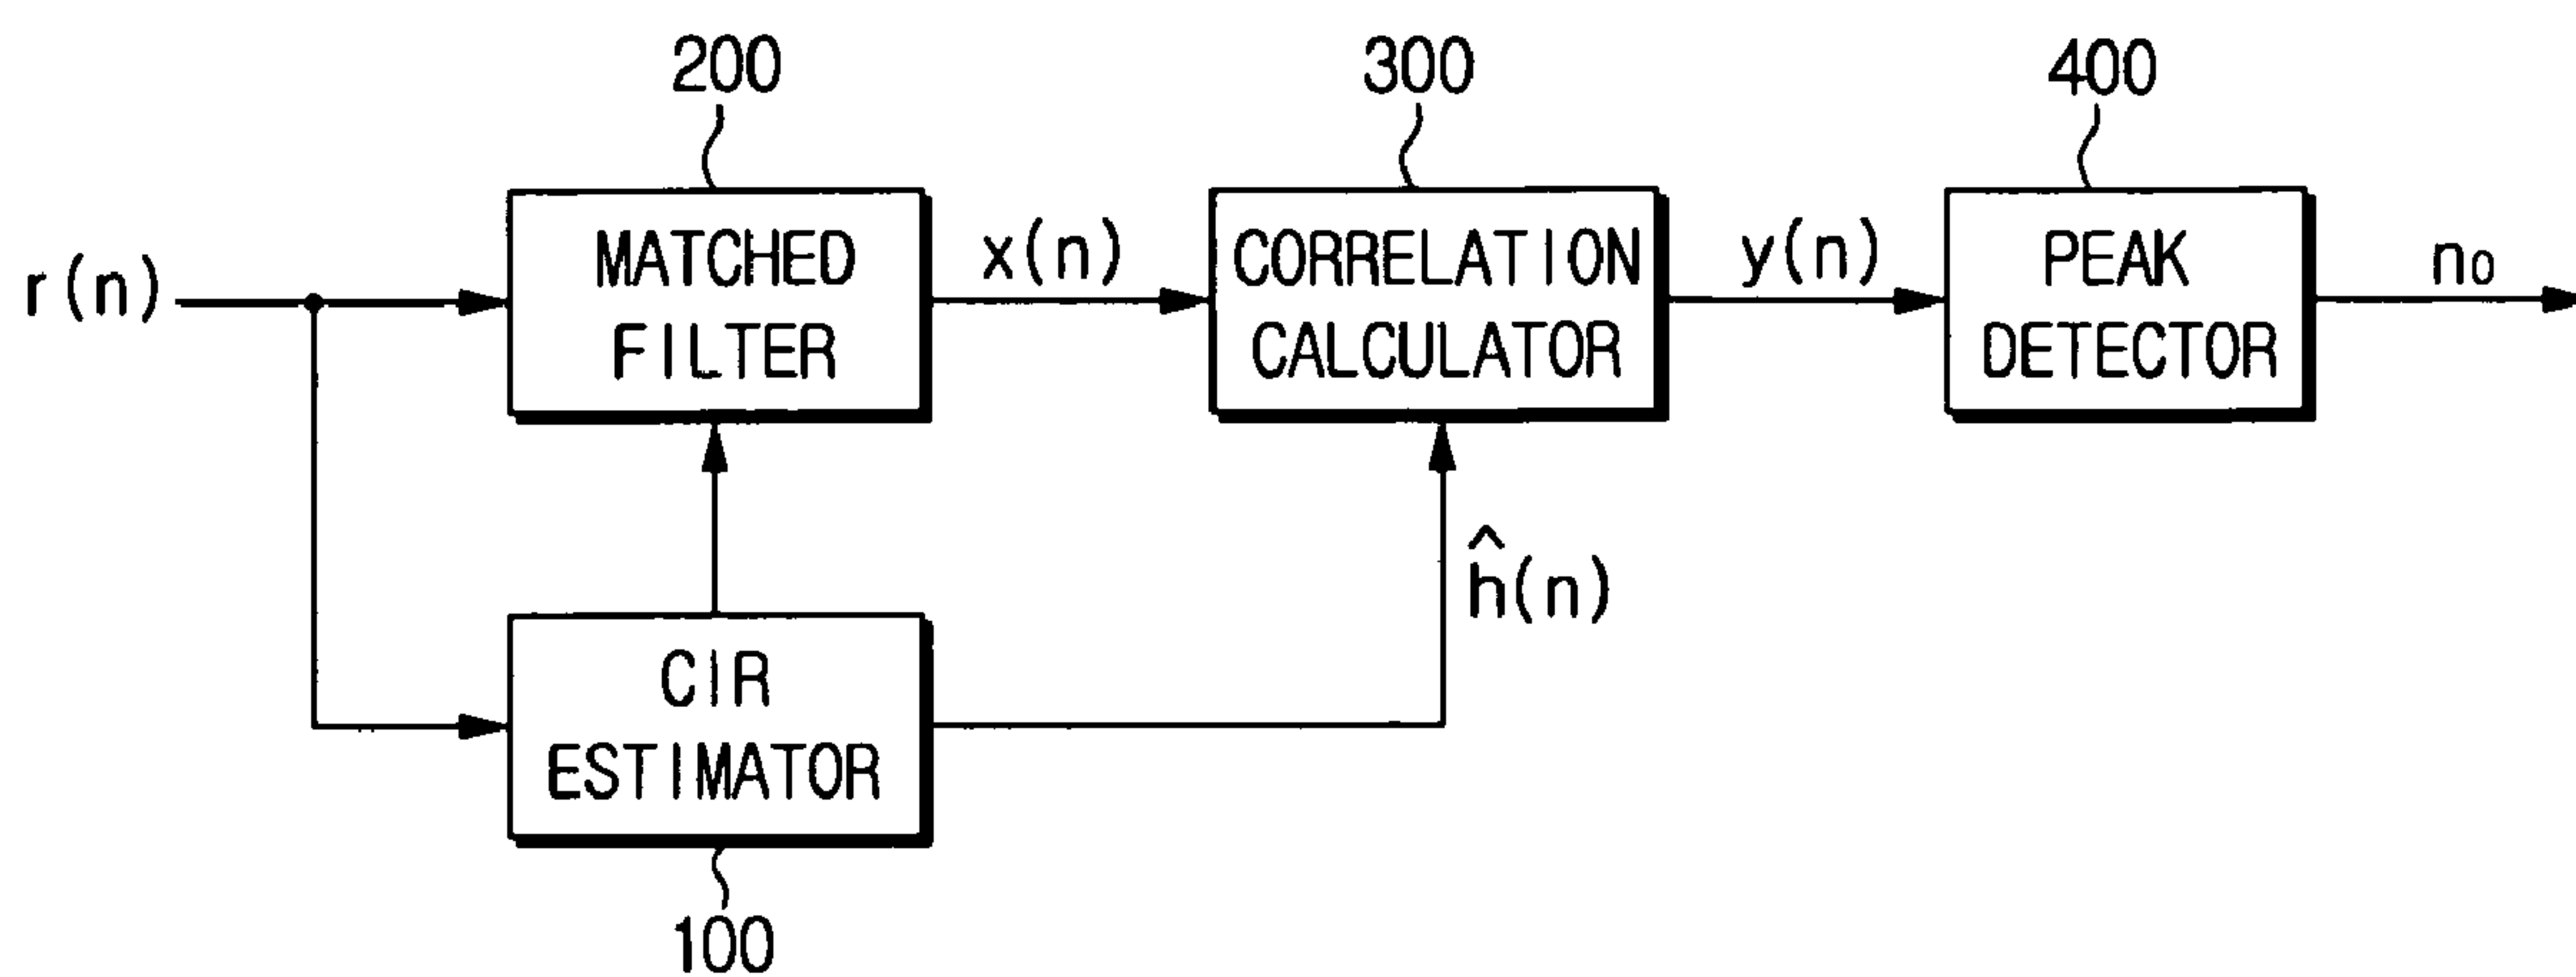 200
300
400
r(n)
MATCHED
FILTER
x(n)
CORRELATION
CALCULATOR
y(n)
PEAK
DETECTOR
n₀
ĥ(n)
CIR
ESTIMATOR
100